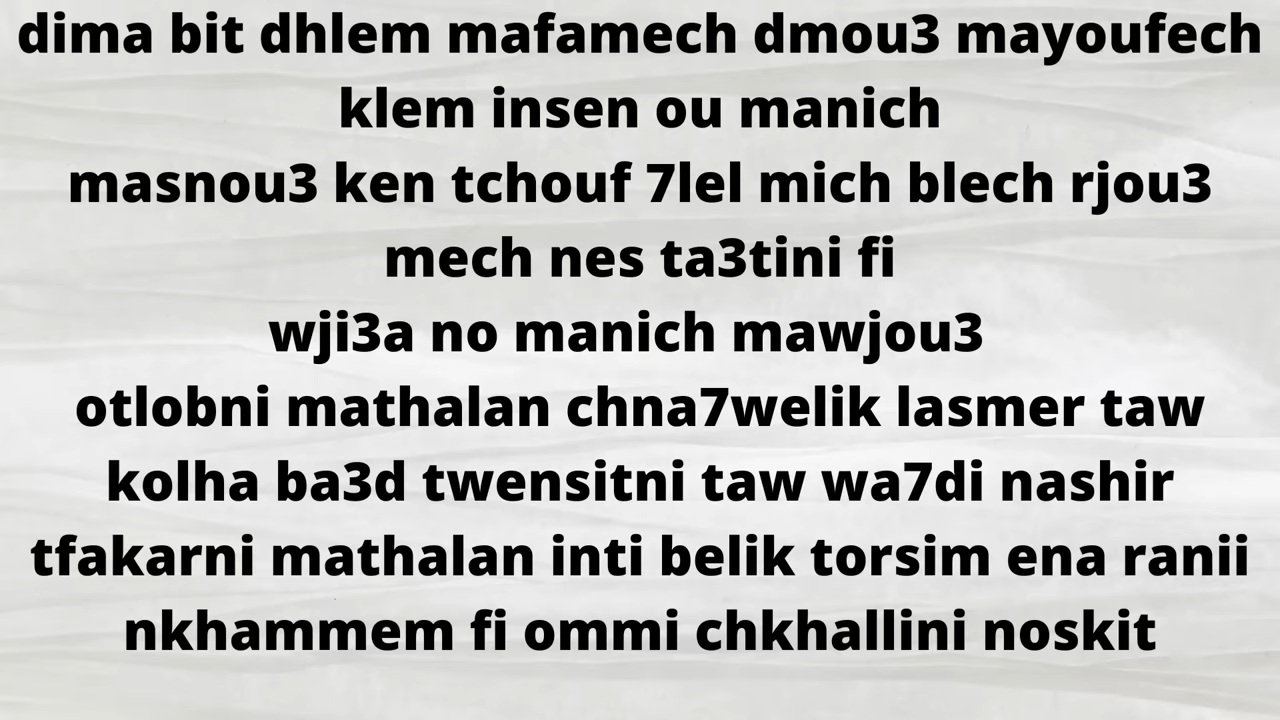 dima bit dhlem mafamech dmou3 mayoufech
klem insen ou manich
masnou3 ken tchouf 7lel mich blech rjou3
mech nes ta3tini fi
wji3a no manich mawjou3
otlobni mathalan chna7welik lasmer taw
kolha ba3d twensitni taw wa7di nashir
tfakarni mathalan inti belik torsim ena ranii
nkhammem fi ommi chkhallini noskit